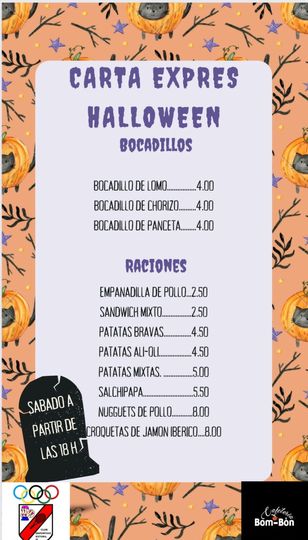 CARTA EXPRES
HALLOWEEN
BOCADILLOS
BOCADILLO DE LOMO...............4.00
BOCADILLO DE CHORIZO.........4.00
BOCADILLO DE PANCETA.........4.00
RACIONES
EMPANADILLA DE POLLO...2.50
SANDWICH MIXTO...............2.50
PATATAS BRAVAS..............4.50
PATATAS ALI-OLI................4.50
PATATAS MIXTAS. .............5.00
SALCHIPAPA.........................5.50
NUGGUETS DE POLLO..........8.00
CROQUETAS DE JAMON IBERICO....8.00
SABADO A
PARTIR DE
LAS 18 H
Cafetería
Bom-Bón